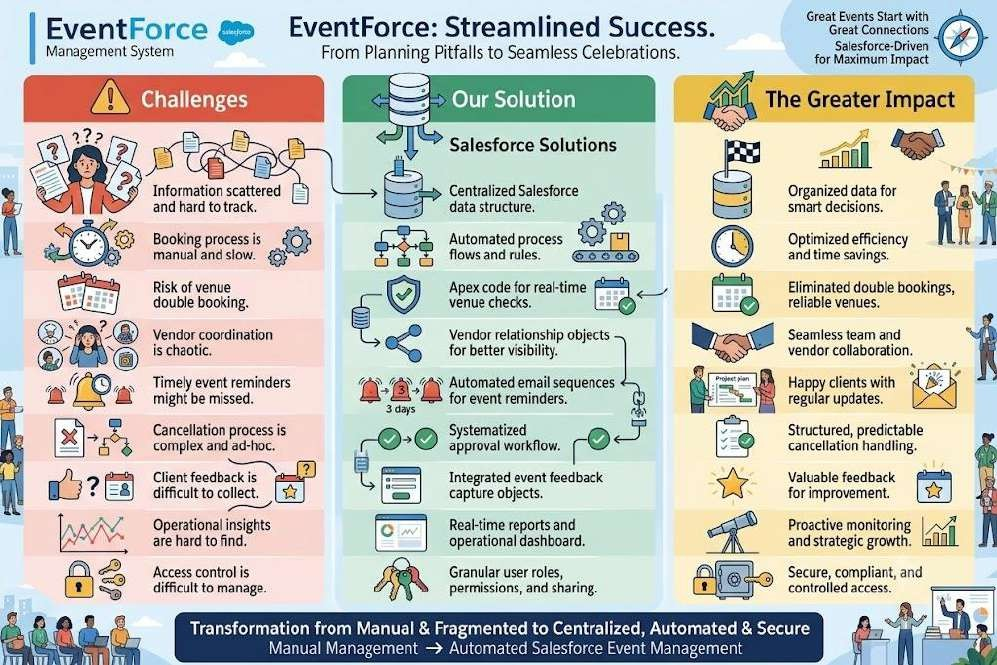 EventForce
Management System
salesforce
EventForce: Streamlined Success.
From Planning Pitfalls to Seamless Celebrations.
Great Events Start with
Great Connections
Salesforce-Driven
for Maximum Impact
Challenges
???
?
?
?
?
Information scattered
and hard to track.
Booking process is
manual and slow.
Risk of venue
double booking.
Vendor coordination
is chaotic.
Timely event reminders
might be missed.
Cancellation process is
complex and ad-hoc.
?
Client feedback is
difficult to collect.
?
Operational insights
are hard to find.
Access control is
difficult to manage.
Our Solution
Salesforce Solutions
Centralized Salesforce
data structure.
Automated process
flows and rules.
Apex code for real-time
venue checks.
Vendor relationship objects
for better visibility.
3
3 days
Automated email sequences
for event reminders.
Systematized
approval workflow.
Integrated event feedback
capture objects.
Real-time reports and
operational dashboard.
Granular user roles,
permissions, and sharing.
The Greater Impact
Organized data for
smart decisions.
Optimized efficiency
and time savings.
Eliminated double bookings,
reliable venues.
Seamless team and
vendor collaboration.
Project plan
Happy clients with
regular updates.
Structured, predictable
cancellation handling.
Valuable feedback
for improvement.
Proactive monitoring
and strategic growth.
Secure, compliant, and
controlled access.
Transformation from Manual & Fragmented to Centralized, Automated & Secure
Manual Management → Automated Salesforce Event Management